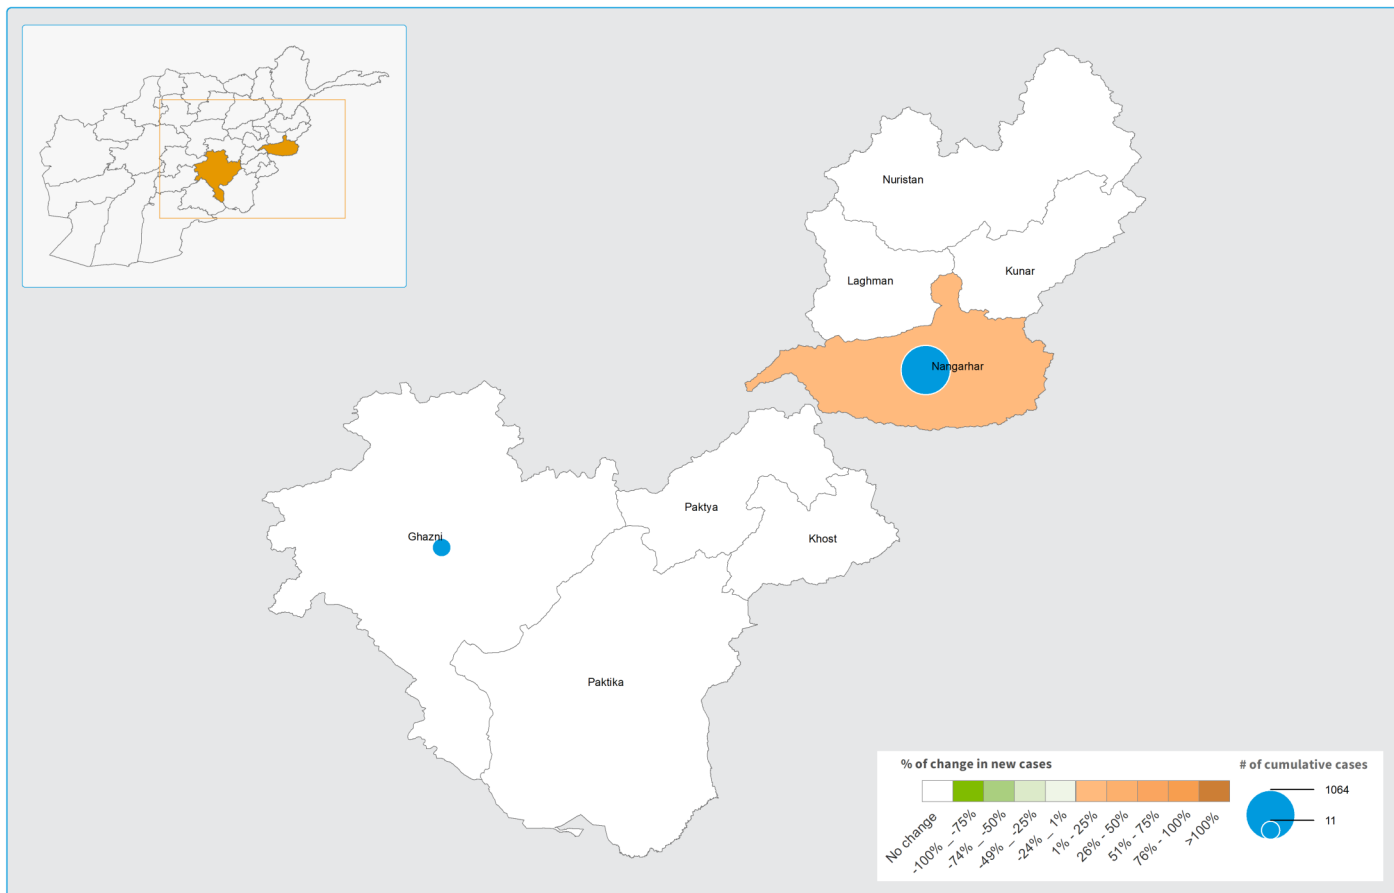 Nuristan
Kunar
Laghman
Nangarhar
Paktya
Ghazni
Khost
Paktika
% of change in new cases
No change
-100% _ -75%
-74% _ -50%
-49% _ -25%
-24% _ 1%
1% - 25%
26% - 50%
51% - 75%
76% - 100%
>100%
# of cumulative cases
1064
11